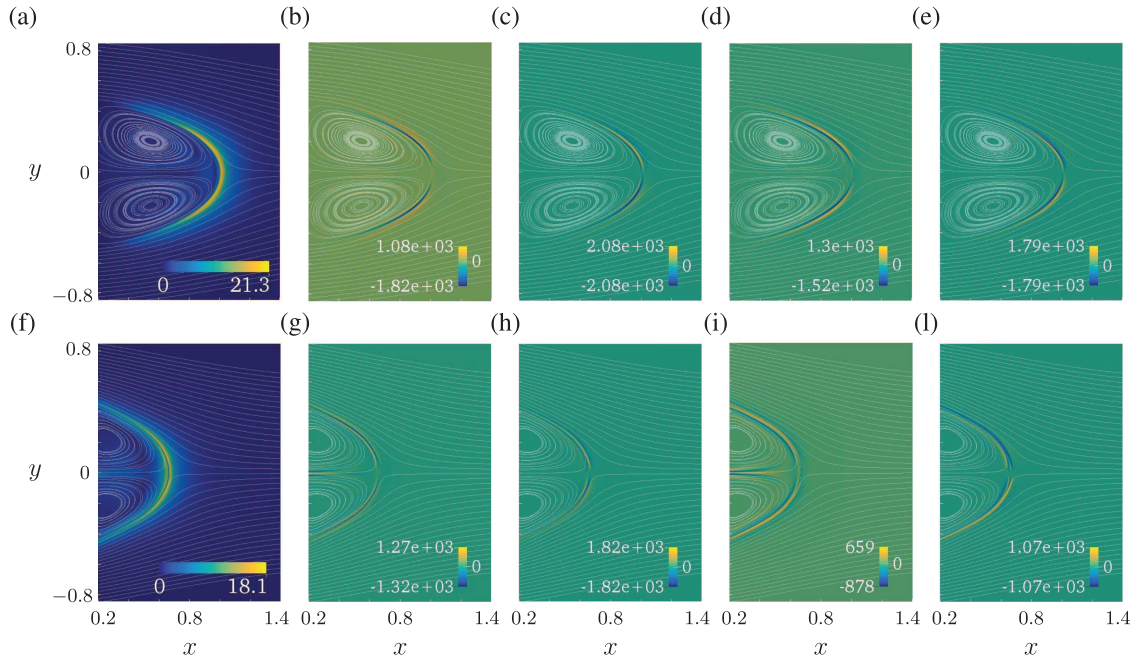 (a) (b) (c) (d) (e)
0.8
y 0
−0.8
0 21.3
1.08e+03 0 -1.82e+03
2.08e+03 0 -2.08e+03
1.3e+03 0 -1.52e+03
1.79e+03 0 -1.79e+03
(f) (g) (h) (i) (l)
0.8
y 0
−0.8
0 18.1
1.27e+03 0 -1.32e+03
1.82e+03 0 -1.82e+03
659 0 -878
1.07e+03 0 -1.07e+03
0.2 0.8 1.4 0.2 0.8 1.4 0.2 0.8 1.4 0.2 0.8 1.4 0.2 0.8 1.4
x x x x x